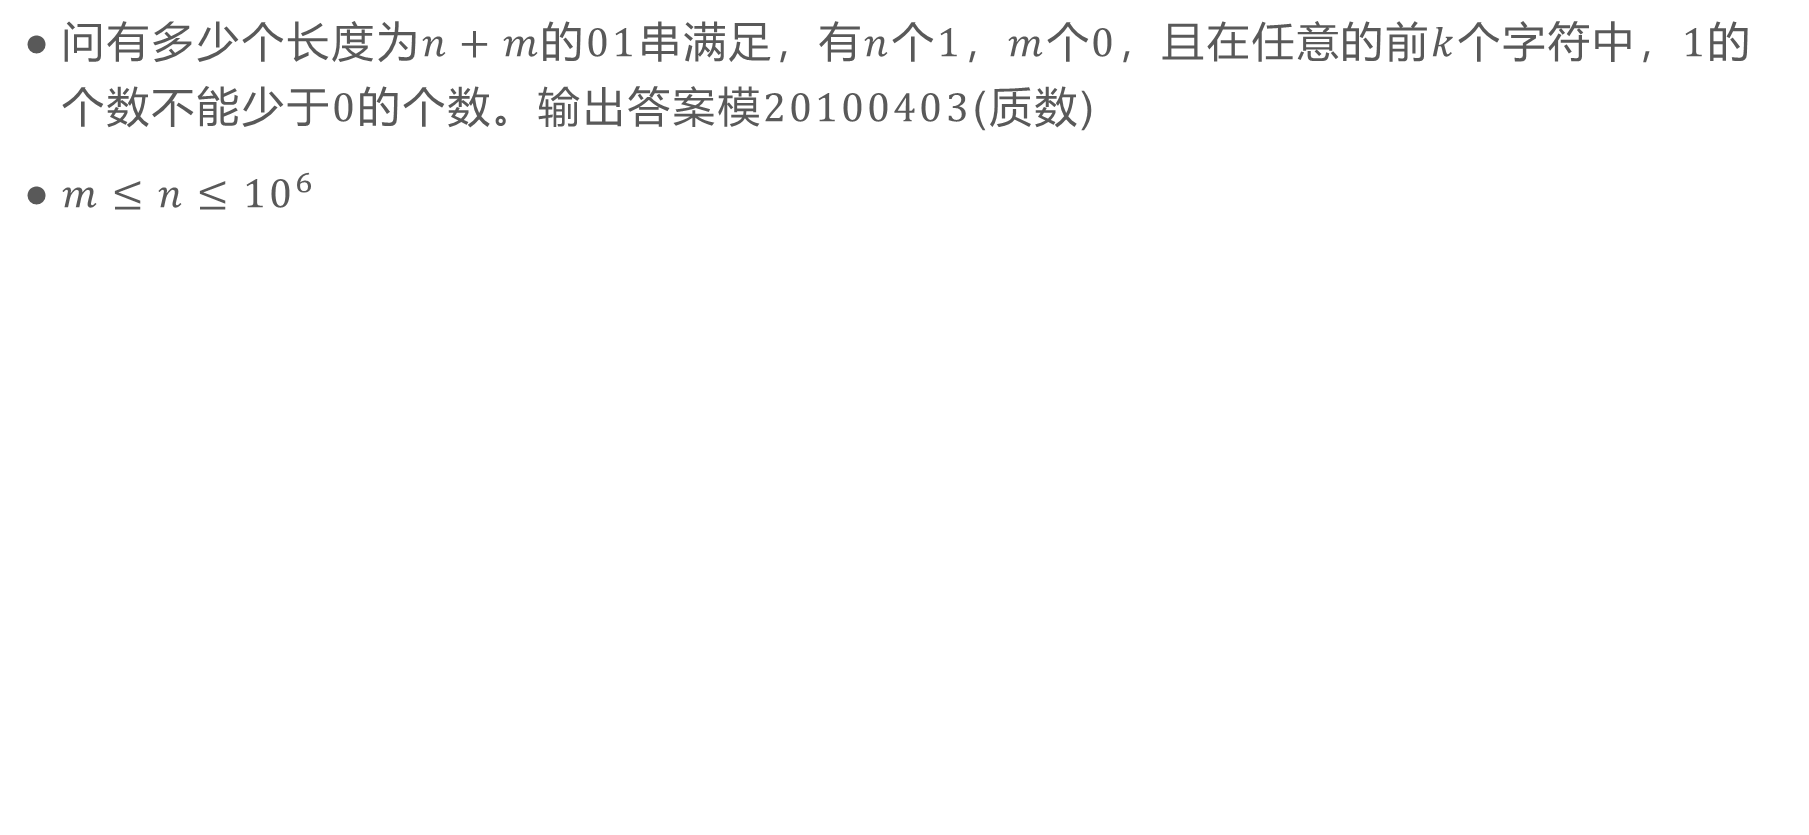 ● 问有多少个长度为n + m的01串满足，有n个1，m个0，且在任意的前k个字符中，1的
个数不能少于0的个数。输出答案模20100403(质数)
● m ≤ n ≤ 10⁶